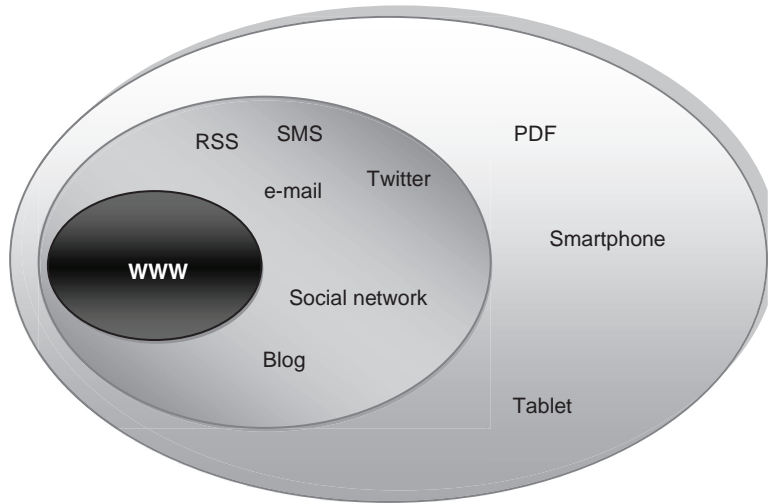 RSS
SMS
PDF
e-mail
Twitter
Smartphone
www
Social network
Blog
Tablet